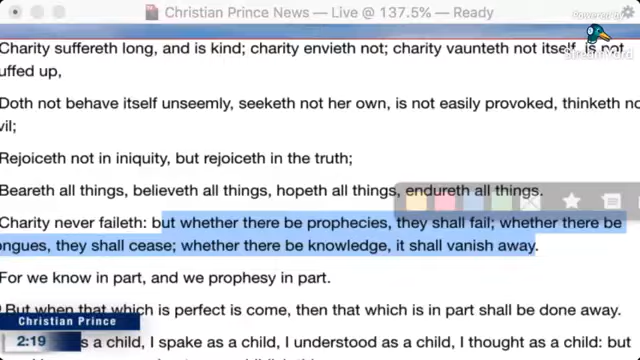 Christian Prince News — Live @ 137.5% — Ready
Powered by
StreamYard
Charity suffereth long, and is kind; charity envieth not; charity vaunteth not itself, is not
uffed up,
Doth not behave itself unseemly, seeketh not her own, is not easily provoked, thinketh no
vil;
Rejoiceth not in iniquity, but rejoiceth in the truth;
Beareth all things, believeth all things, hopeth all things, endureth all things.
Charity never faileth: but whether there be prophecies, they shall fail; whether there be
ongues, they shall cease; whether there be knowledge, it shall vanish away.
For we know in part, and we prophesy in part.
But when that which is perfect is come, then that which is in part shall be done away.
Christian Prince
2:19
s a child, I spake as a child, I understood as a child, I thought as a child: but